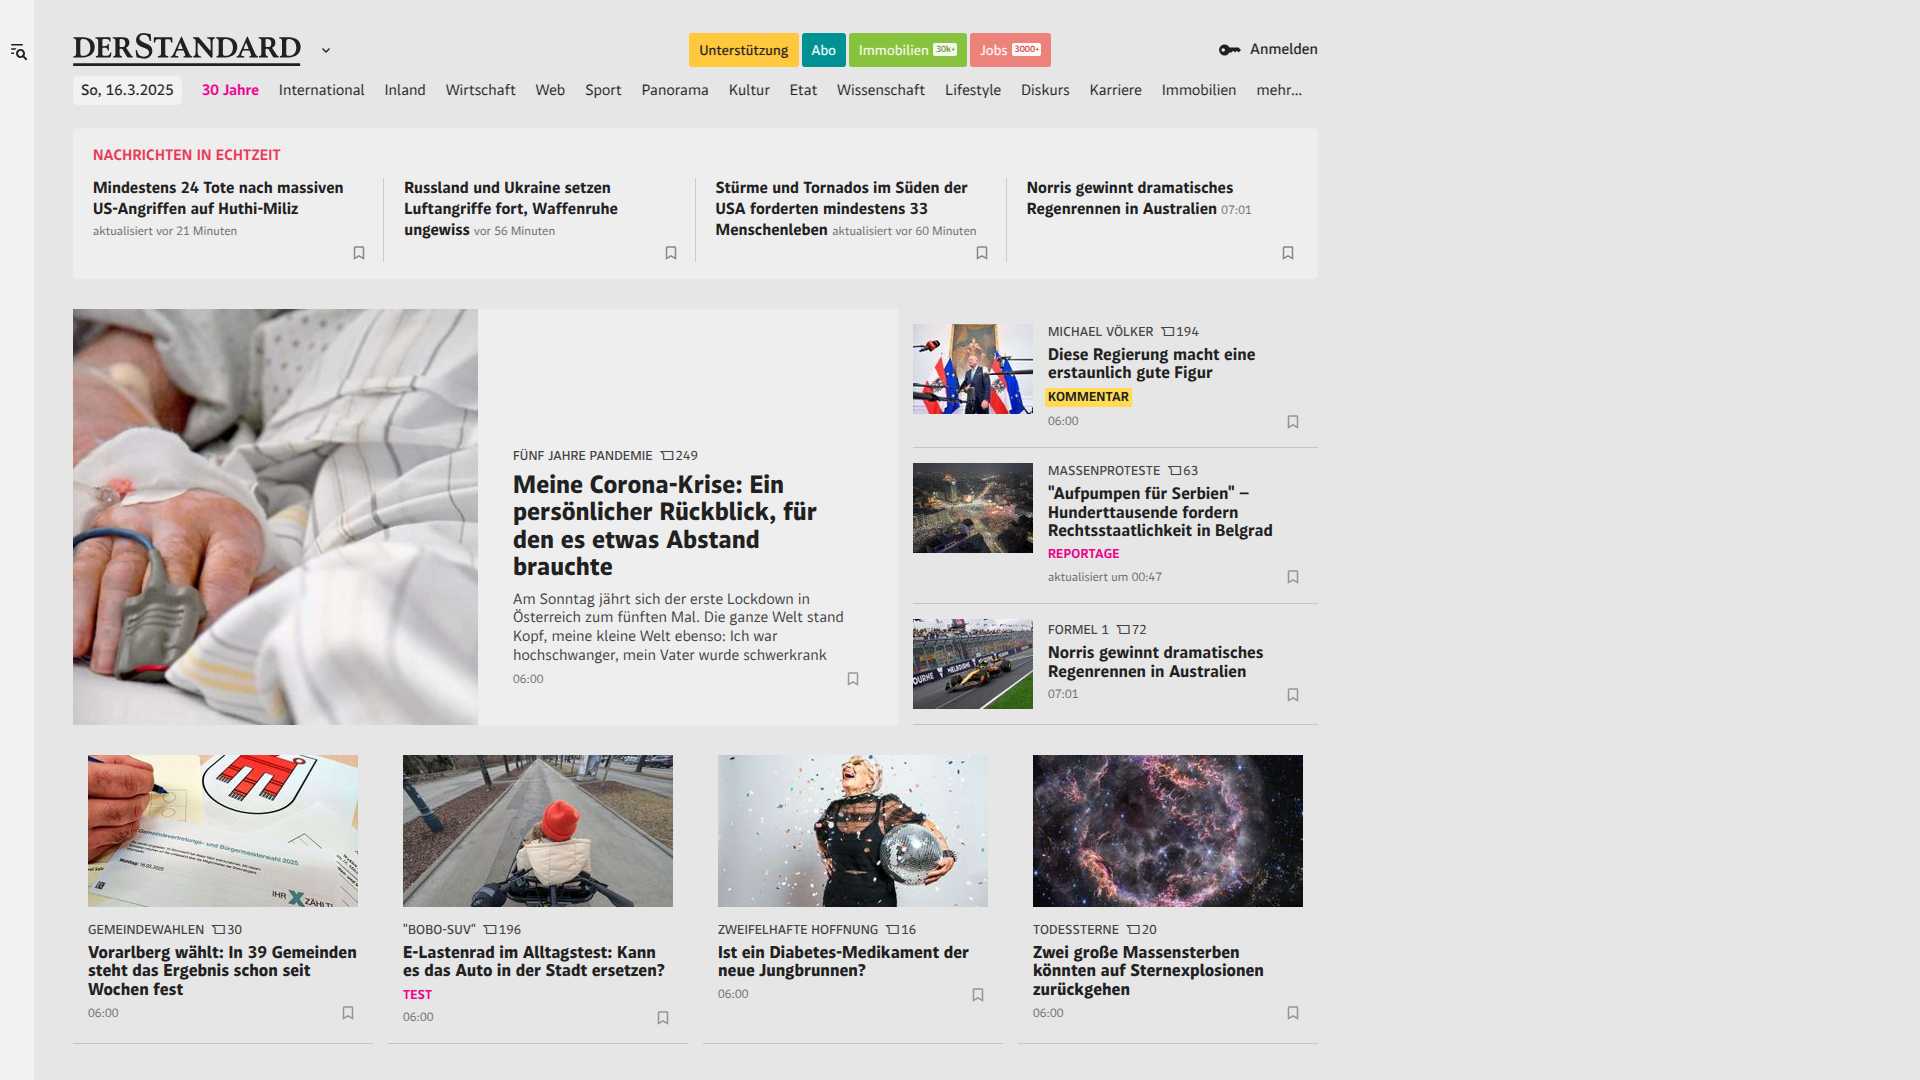 DERSTANDARD
Unterstützung
Abo
Immobilien 30k+
Jobs 3000+
Anmelden
So, 16.3.2025
30 Jahre
International
Inland
Wirtschaft
Web
Sport
Panorama
Kultur
Etat
Wissenschaft
Lifestyle
Diskurs
Karriere
Immobilien
mehr...
NACHRICHTEN IN ECHTZEIT
Mindestens 24 Tote nach massiven
US-Angriffen auf Huthi-Miliz
aktualisiert vor 21 Minuten
Russland und Ukraine setzen
Luftangriffe fort, Waffenruhe
ungewiss vor 56 Minuten
Stürme und Tornados im Süden der
USA forderten mindestens 33
Menschenleben aktualisiert vor 60 Minuten
Norris gewinnt dramatisches
Regenrennen in Australien 07:01
FÜNF JAHRE PANDEMIE 249
Meine Corona-Krise: Ein
persönlicher Rückblick, für
den es etwas Abstand
brauchte
Am Sonntag jährt sich der erste Lockdown in
Österreich zum fünften Mal. Die ganze Welt stand
Kopf, meine kleine Welt ebenso: Ich war
hochschwanger, mein Vater wurde schwerkrank
06:00
MICHAEL VÖLKER 194
Diese Regierung macht eine
erstaunlich gute Figur
KOMMENTAR
06:00
MASSENPROTESTE 63
"Aufpumpen für Serbien" –
Hunderttausende fordern
Rechtsstaatlichkeit in Belgrad
REPORTAGE
aktualisiert um 00:47
FORMEL 1 72
Norris gewinnt dramatisches
Regenrennen in Australien
07:01
GEMEINDEWAHLEN 30
Vorarlberg wählt: In 39 Gemeinden
steht das Ergebnis schon seit
Wochen fest
06:00
"BOBO-SUV" 196
E-Lastenrad im Alltagstest: Kann
es das Auto in der Stadt ersetzen?
TEST
06:00
ZWEIFELHAFTE HOFFNUNG 16
Ist ein Diabetes-Medikament der
neue Jungbrunnen?
06:00
TODESSTERNE 20
Zwei große Massensterben
könnten auf Sternexplosionen
zurückgehen
06:00